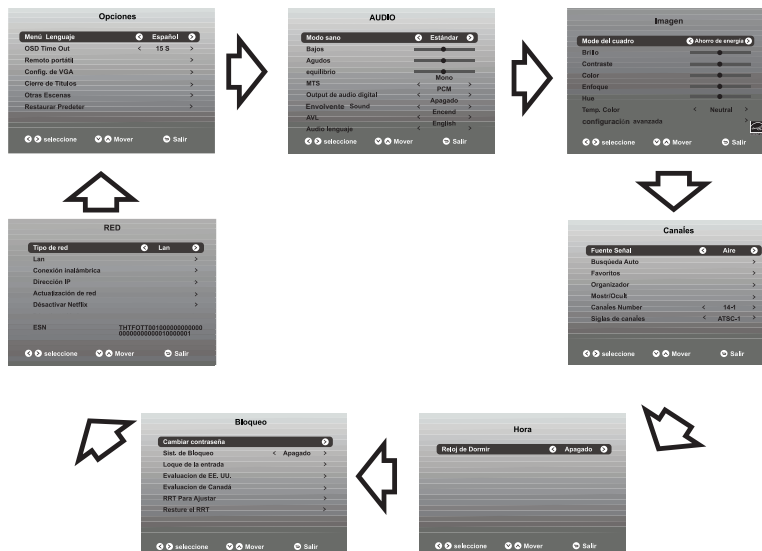 Opciones
Menú Lenguaje Español
OSD Time Out 15 S
Remoto portátil
Config. de VGA
Cierre de Titulos
Otras Escenas
Restaurar Predeter
seleccione Mover Salir
AUDIO
Modo sano Estándar
Bajos
Agudos
equilibrio
MTS Mono
Output de audio digital PCM
Envolvente Sound Apagado
AVL Encend
Audio lenguaje English
seleccione Mover Salir
Imagen
Mode del cuadro Ahorro de energia
Brillo
Contraste
Color
Enfoque
Hue
Temp. Color Neutral
configuración avanzada
seleccione Mover Salir
RED
Tipo de red Lan
Lan
Conexión inalámbrica
Dirección IP
Actualización de red
Désactivar Netflix
ESN THTFOTT001000000000000
00000000000010000001
seleccione Mover Salir
Canales
Fuente Señal Aire
Busqúeda Auto
Favoritos
Organizador
Mostr/Ocult
Canales Number 14-1
Siglas de canales ATSC-1
seleccione Mover Salir
Bloqueo
Cambiar contraseña
Sist. de Bloqueo Apagado
Loque de la entrada
Evaluacion de EE. UU.
Evaluacion de Canadá
RRT Para Ajustar
Resture el RRT
seleccione Mover Salir
Hora
Reloj de Dormir Apagado
seleccione Mover Salir